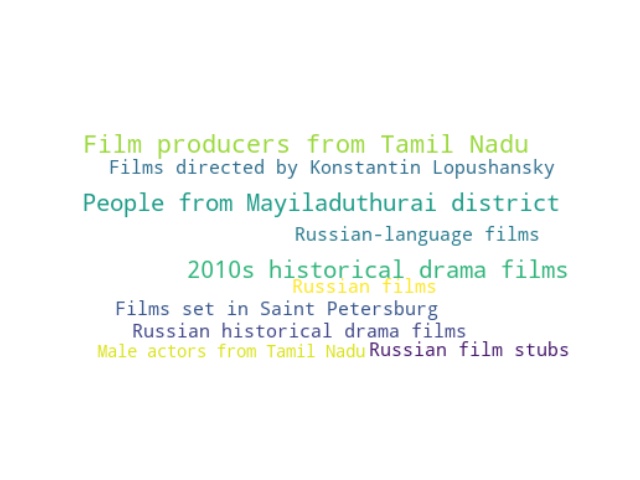 Film producers from Tamil Nadu
Films directed by Konstantin Lopushansky
People from Mayiladuthurai district
Russian-language films
2010s historical drama films
Russian films
Films set in Saint Petersburg
Russian historical drama films
Male actors from Tamil Nadu
Russian film stubs